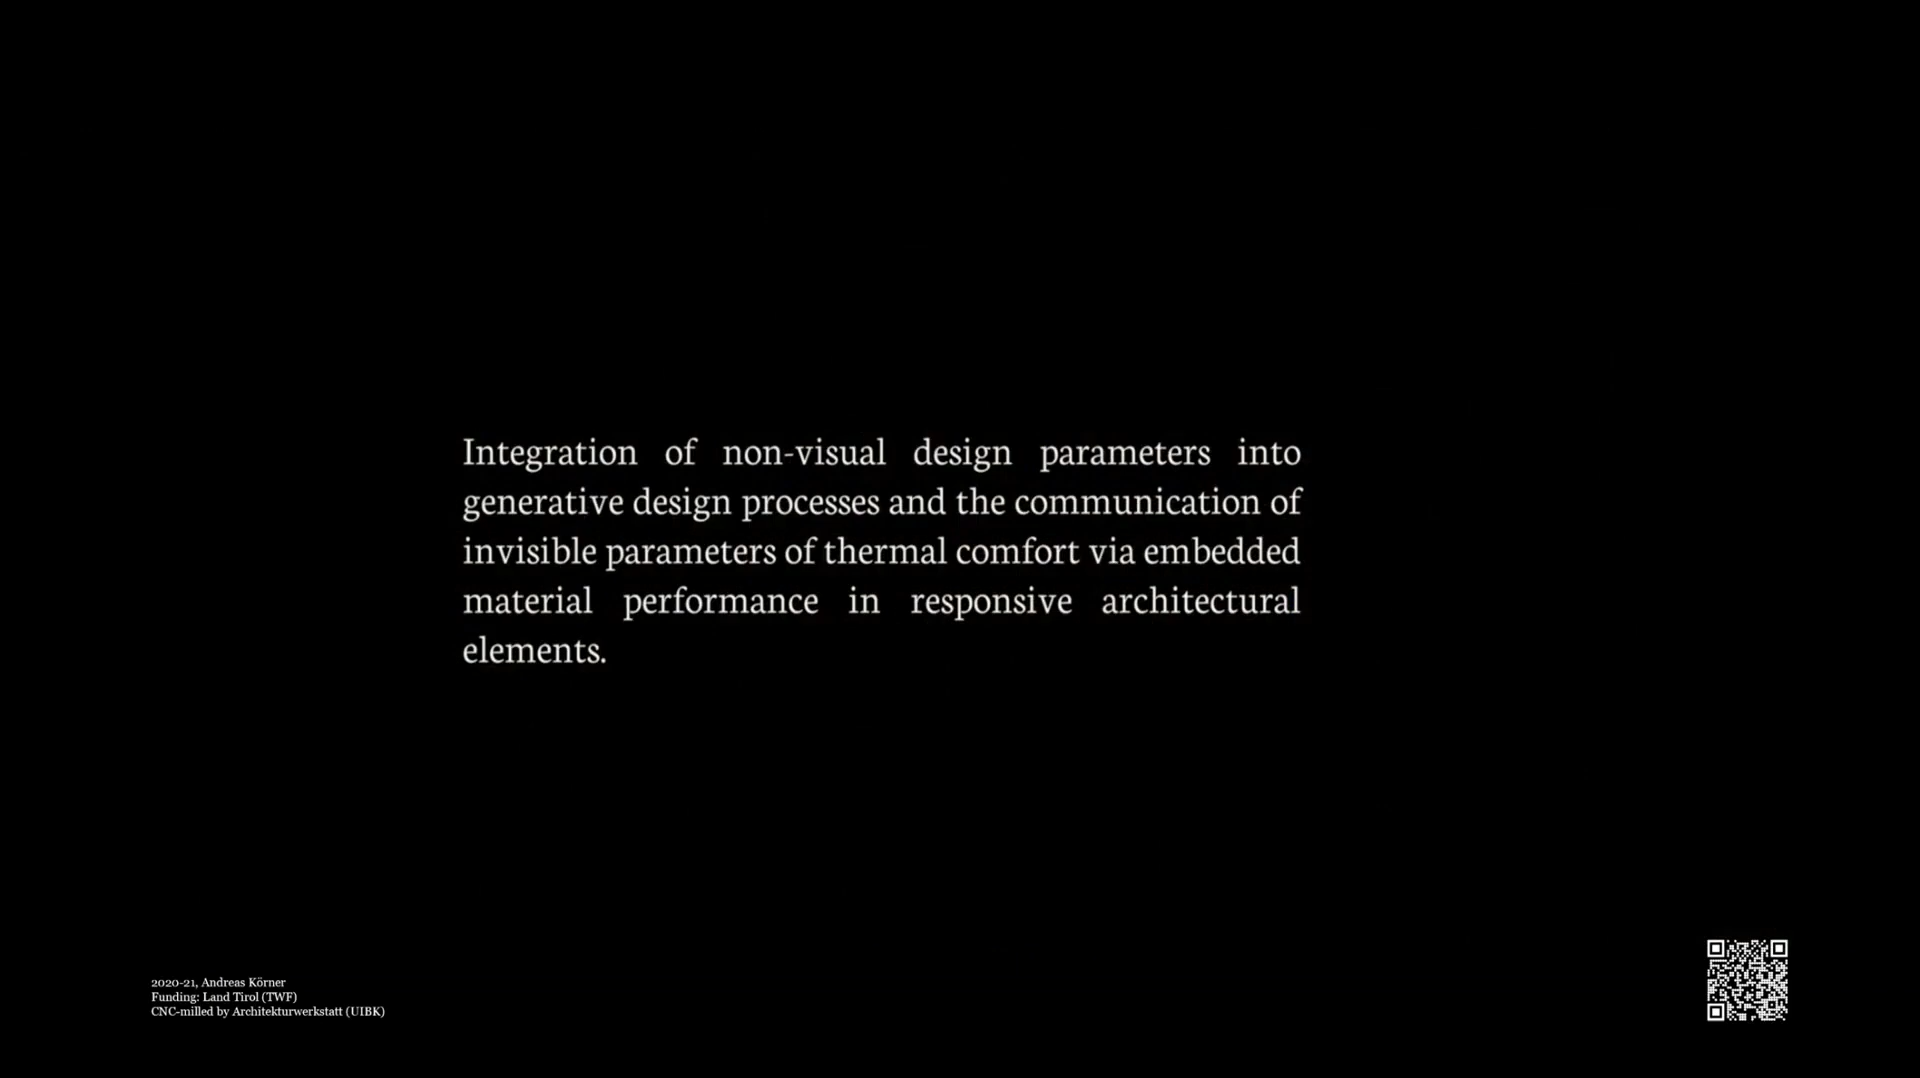 Integration of non-visual design parameters into
generative design processes and the communication of
invisible parameters of thermal comfort via embedded
material performance in responsive architectural
elements.
2020-21, Andreas Körner
Funding: Land Tirol (TWF)
CNC-milled by Architekturwerkstatt (UIBK)